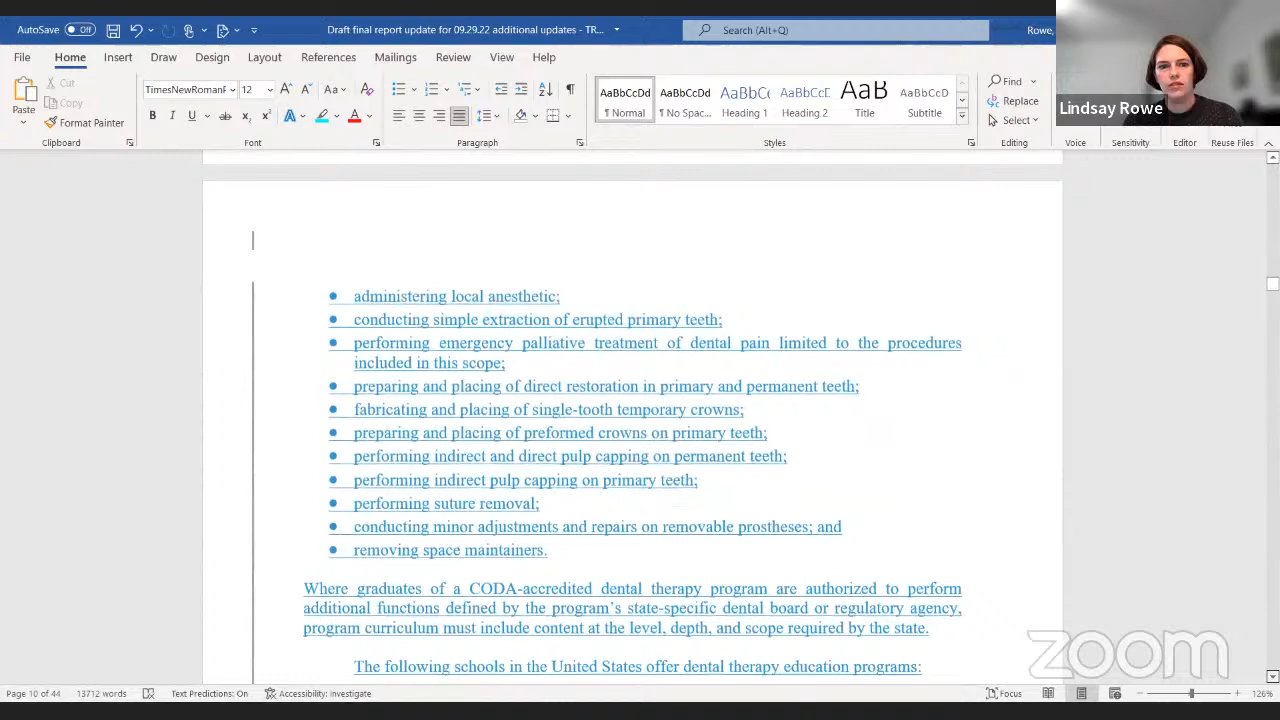 AutoSave Off
Draft final report update for 09.29.22 additional updates - TR...
Search (Alt+Q)
Rowe,
File Home Insert Draw Design Layout References Mailings Review View Help
Paste
Cut
Copy
Format Painter
TimesNewRomanP 12
AaBbCcDd AaBbCcDd AaBbCc AaBbCcE AaB AaBbCcD
¶ Normal ¶ No Spac... Heading 1 Heading 2 Title Subtitle
Find
Replace
Select
Clipboard Font Paragraph Styles Editing Voice Sensitivity Editor Reuse Files
Lindsay Rowe
• administering local anesthetic;
• conducting simple extraction of erupted primary teeth;
• performing emergency palliative treatment of dental pain limited to the procedures
included in this scope;
• preparing and placing of direct restoration in primary and permanent teeth;
• fabricating and placing of single-tooth temporary crowns;
• preparing and placing of preformed crowns on primary teeth;
• performing indirect and direct pulp capping on permanent teeth;
• performing indirect pulp capping on primary teeth;
• performing suture removal;
• conducting minor adjustments and repairs on removable prostheses; and
• removing space maintainers.
Where graduates of a CODA-accredited dental therapy program are authorized to perform
additional functions defined by the program's state-specific dental board or regulatory agency,
program curriculum must include content at the level, depth, and scope required by the state.
The following schools in the United States offer dental therapy education programs:
zoom
Page 10 of 44 13712 words Text Predictions: On Accessibility: Investigate Focus 126%